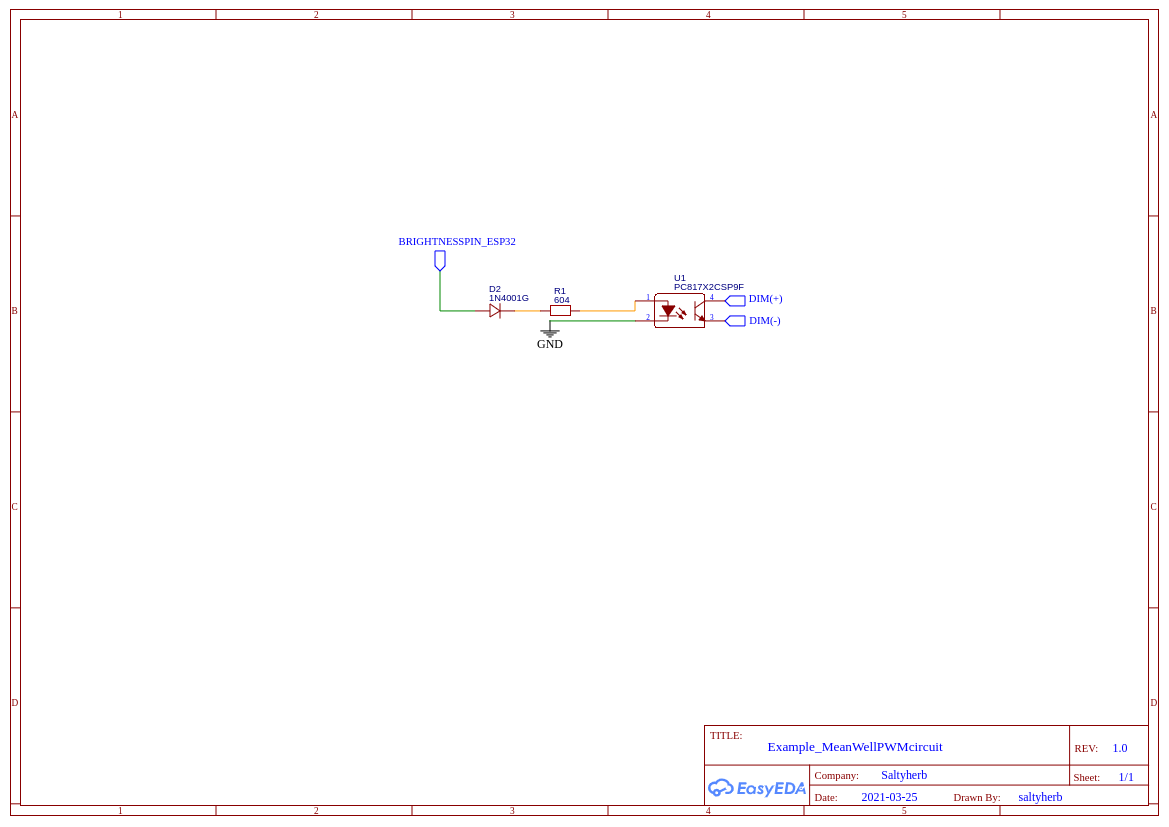 1 2 3 4 5
A A
BRIGHTNESSPIN_ESP32
U1
PC817X2CSP9F
D2
1N4001G
R1
604
1 4 DIM(+)
B B
2 3 DIM(-)
GND
C C
D D
TITLE:
Example_MeanWellPWMcircuit
REV: 1.0
EasyEDA
Company: Saltyherb
Sheet: 1/1
Date: 2021-03-25 Drawn By: saltyherb
1 2 3 4 5